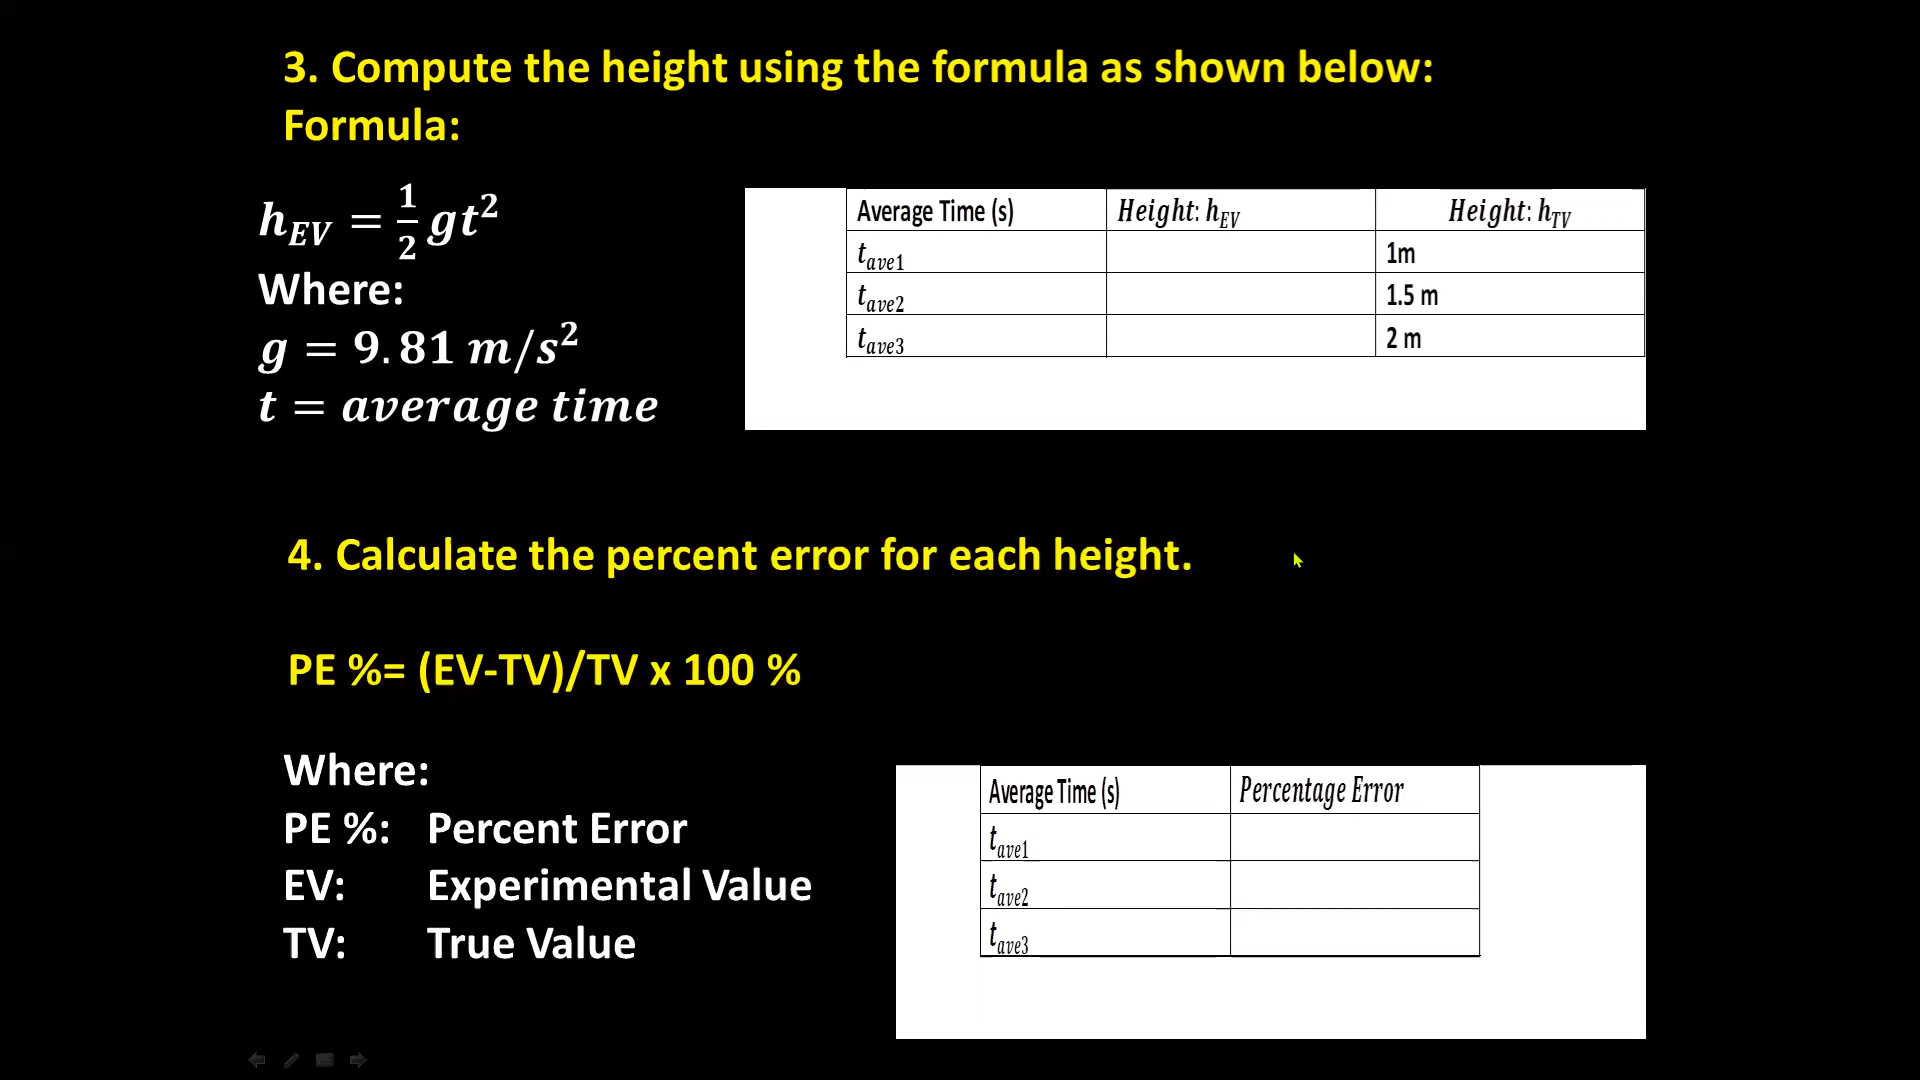 3. Compute the height using the formula as shown below:
Formula:
h_EV = 1/2 gt²
Where:
g = 9.81 m/s²
t = average time
Average Time (s) Height: h_EV Height: h_TV
t_ave1 1m
t_ave2 1.5 m
t_ave3 2 m
4. Calculate the percent error for each height.
PE %= (EV-TV)/TV x 100 %
Where:
PE %: Percent Error
EV: Experimental Value
TV: True Value
Average Time (s) Percentage Error
t_ave1
t_ave2
t_ave3